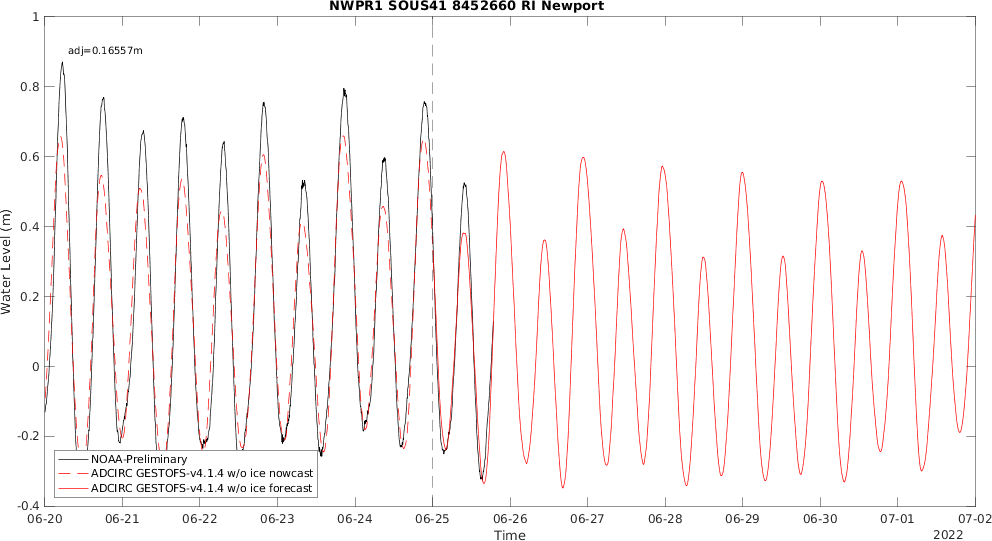 NWPR1 SOUS41 8452660 RI Newport
1
adj=0.16557m
0.8
0.6
0.4
0.2
0
-0.2
-0.4
Water Level (m)
NOAA-Preliminary
ADCIRC GESTOFS-v4.1.4 w/o ice nowcast
ADCIRC GESTOFS-v4.1.4 w/o ice forecast
06-20 06-21 06-22 06-23 06-24 06-25 06-26 06-27 06-28 06-29 06-30 07-01 07-02
Time
2022